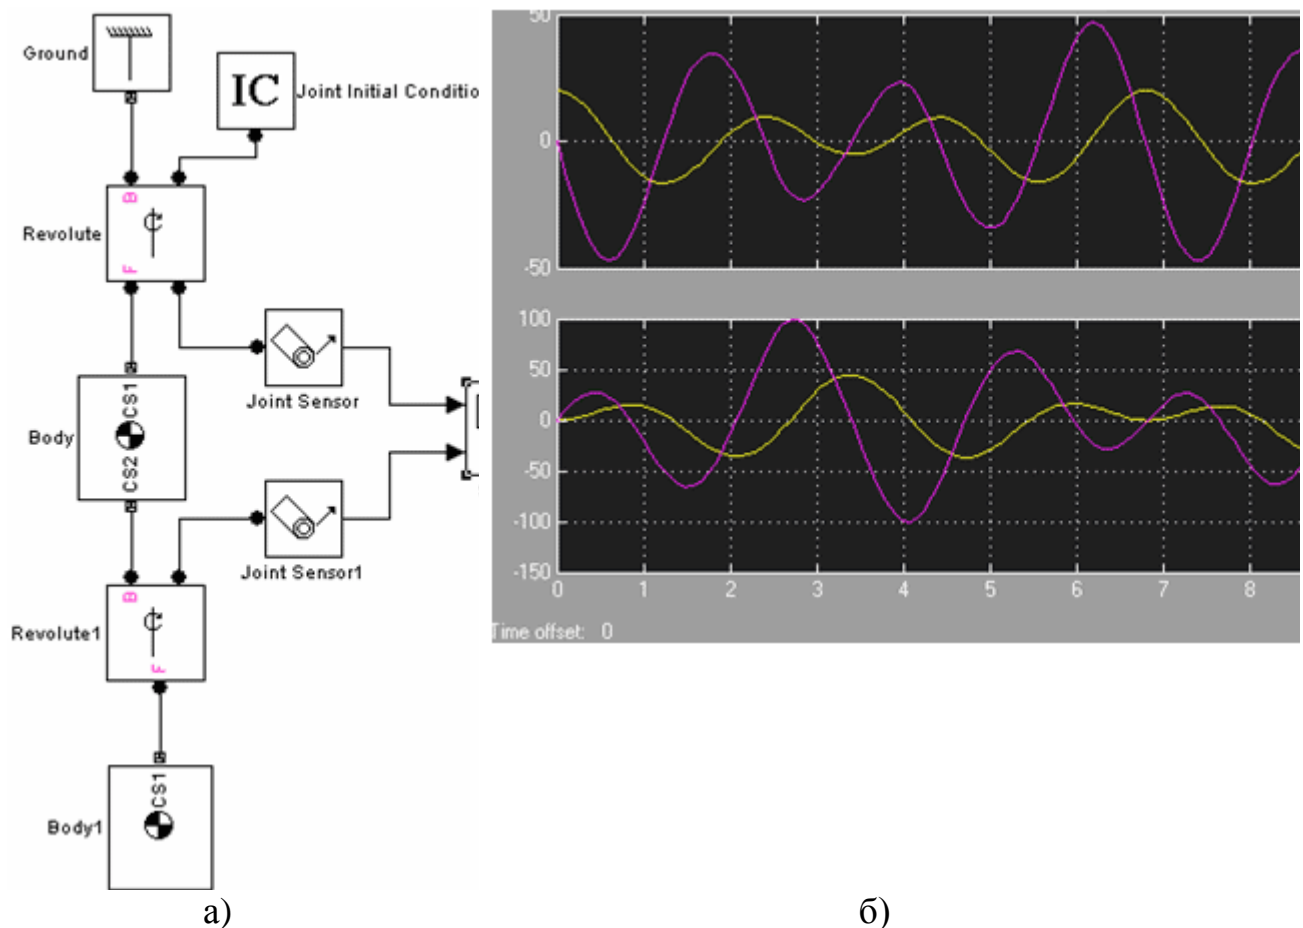 Ground
IC
Joint Initial Conditio
B
Revolute
F
CS1
Joint Sensor
Body
CS2
Joint Sensor1
B
Revolute1
F
CS1
Body1
а)
50
0
-50
100
50
0
-50
-100
-150
0 1 2 3 4 5 6 7 8
Time offset: 0
б)